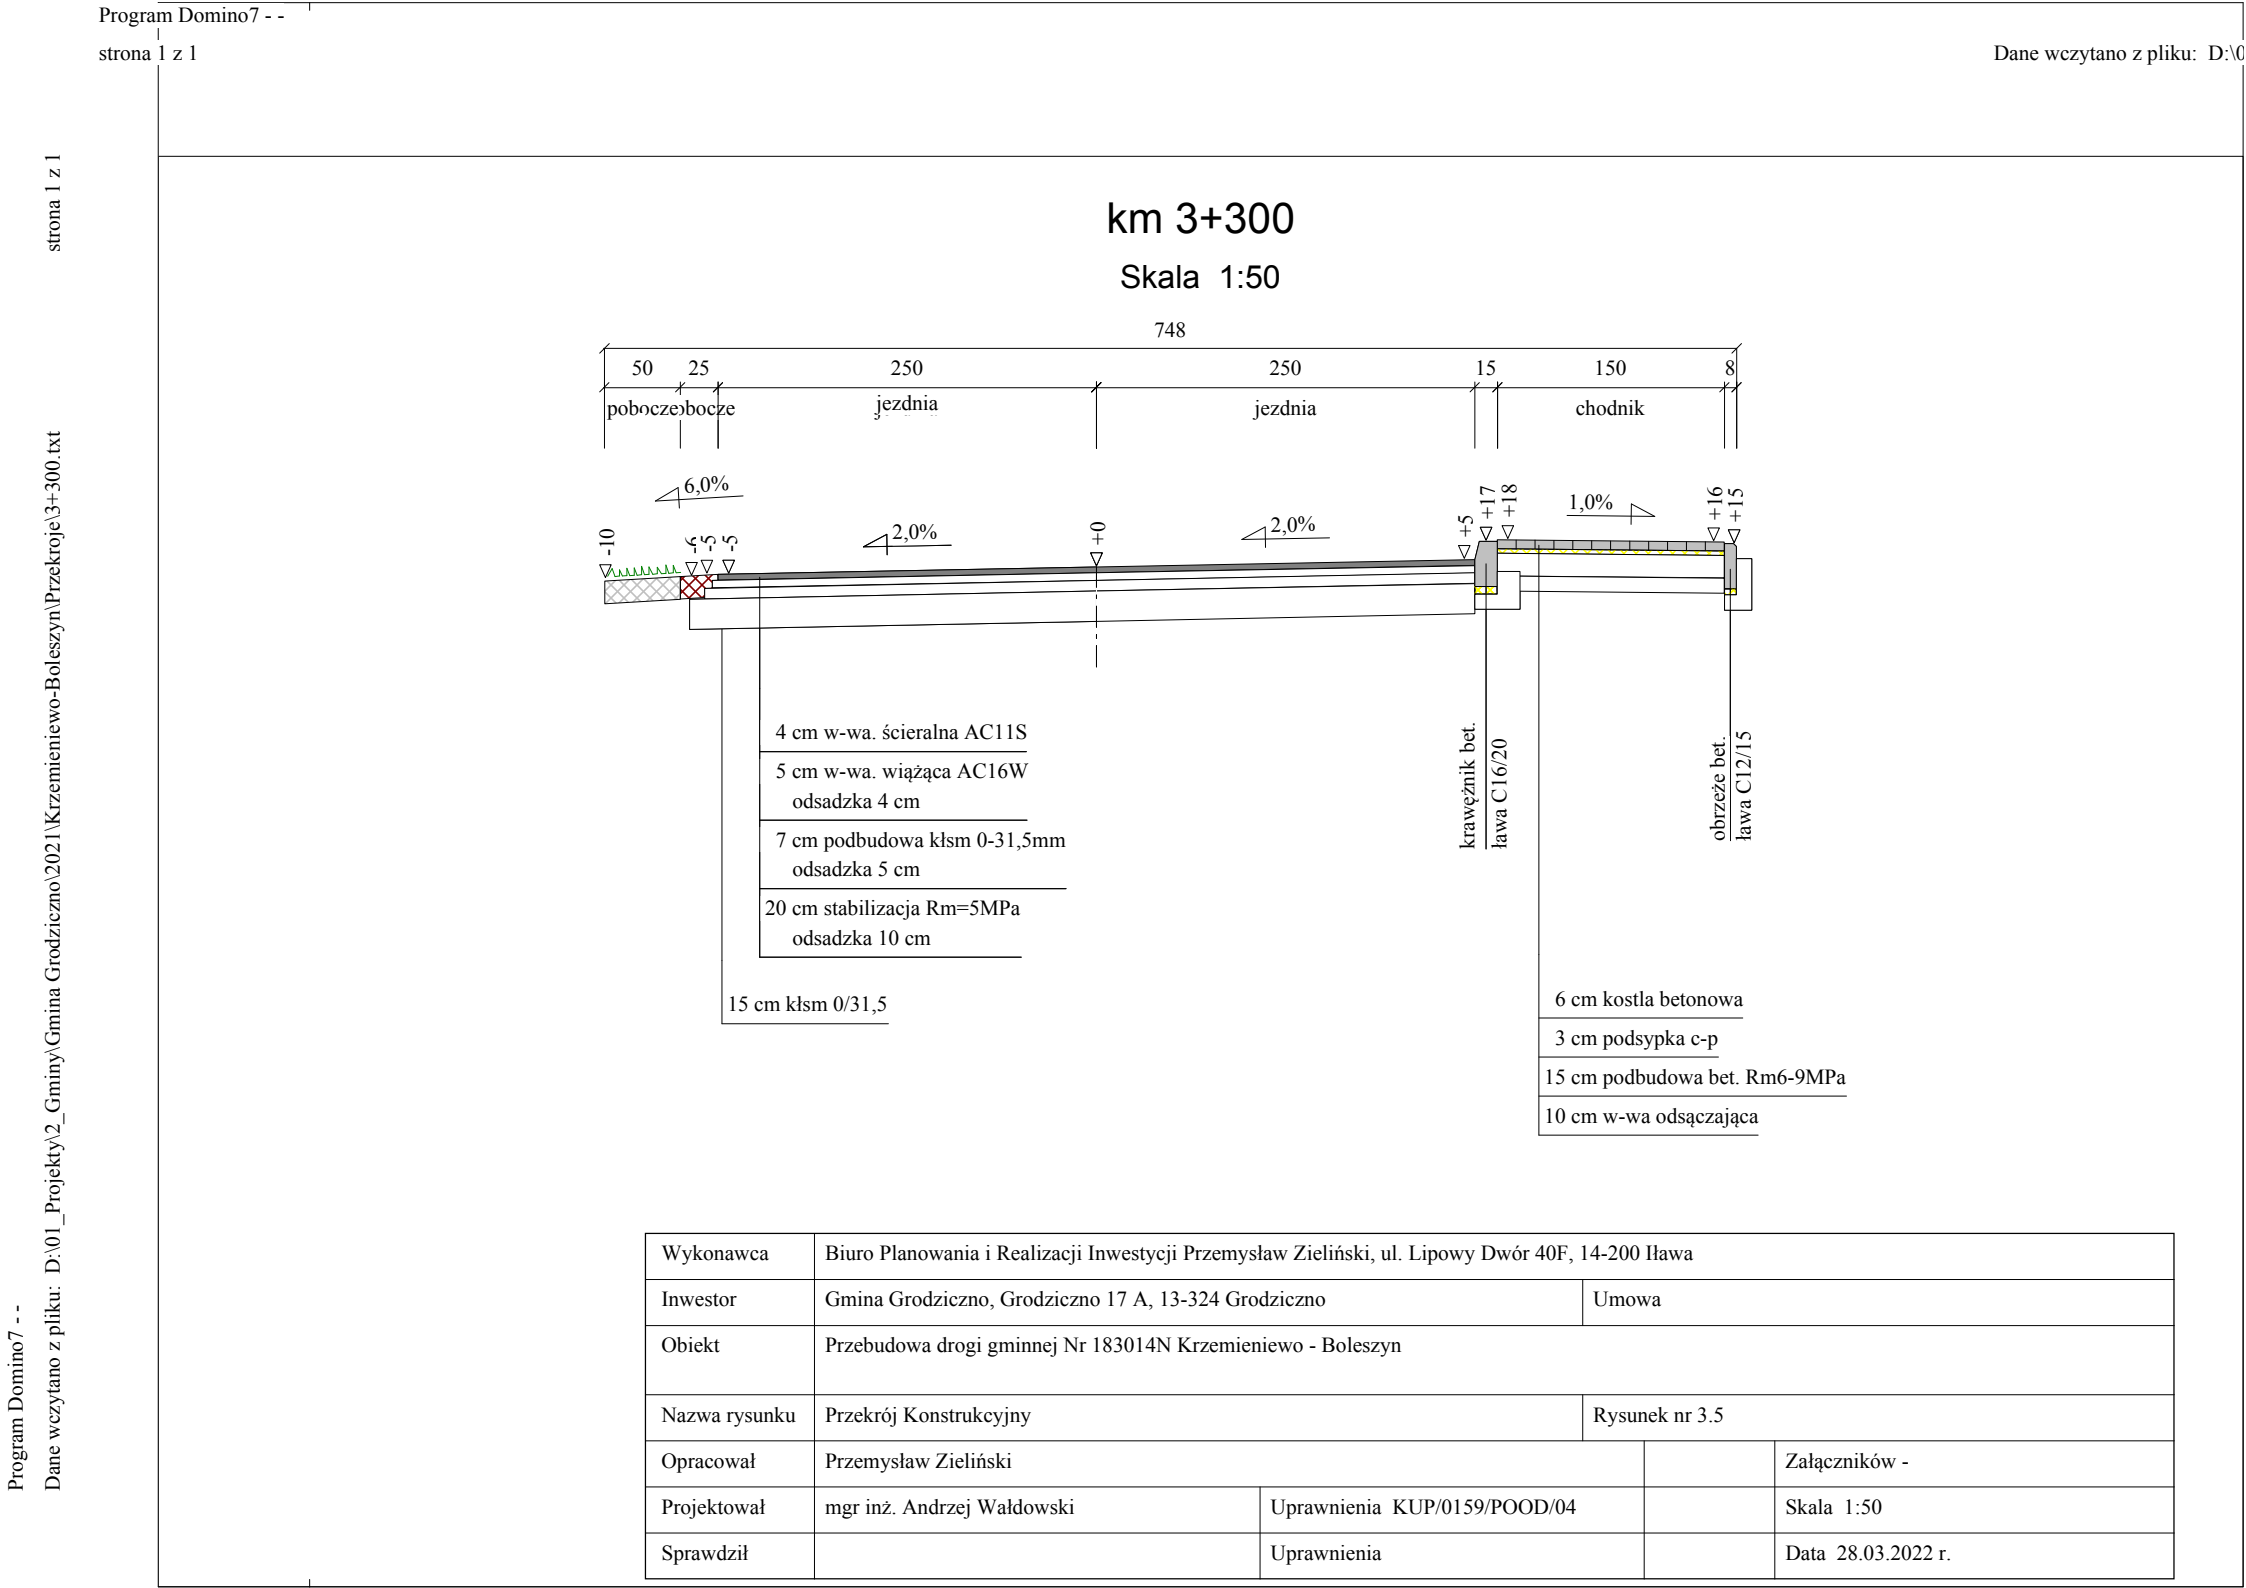 Program Domino7 - -
strona 1 z 1
Dane wczytano z pliku: D:\0
strona 1 z 1
Program Domino7 - -
Dane wczytano z pliku: D:\01_Projekty\2_Gminy\Gmina Grodziczno\2021\Krzemieniewo-Boleszyn\Przekroje\3+300.txt
km 3+300
Skala 1:50
748
50 25 250 250 15 150 8
pobocze obocze jezdnia jezdnia chodnik
6,0% 2,0% 2,0% 1,0%
-10 -6 -5 -5 +0 +5 +17 +18 +16 +15
4 cm w-wa. ścieralna AC11S
5 cm w-wa. wiążąca AC16W
odsadzka 4 cm
7 cm podbudowa kłsm 0-31,5mm
odsadzka 5 cm
20 cm stabilizacja Rm=5MPa
odsadzka 10 cm
15 cm kłsm 0/31,5
krawężnik bet.
ława C16/20
obrzeże bet.
ława C12/15
6 cm kostla betonowa
3 cm podsypka c-p
15 cm podbudowa bet. Rm6-9MPa
10 cm w-wa odsączająca
Wykonawca Biuro Planowania i Realizacji Inwestycji Przemysław Zieliński, ul. Lipowy Dwór 40F, 14-200 Iława
Inwestor Gmina Grodziczno, Grodziczno 17 A, 13-324 Grodziczno Umowa
Obiekt Przebudowa drogi gminnej Nr 183014N Krzemieniewo - Boleszyn
Nazwa rysunku Przekrój Konstrukcyjny Rysunek nr 3.5
Opracował Przemysław Zieliński Załączników -
Projektował mgr inż. Andrzej Wałdowski Uprawnienia KUP/0159/POOD/04 Skala 1:50
Sprawdził Uprawnienia Data 28.03.2022 r.